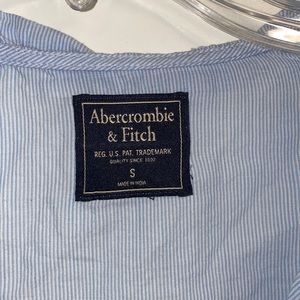 Abercrombie
& Fitch
REG. U.S. PAT. TRADEMARK
QUALITY SINCE 1892
S
MADE IN INDIA